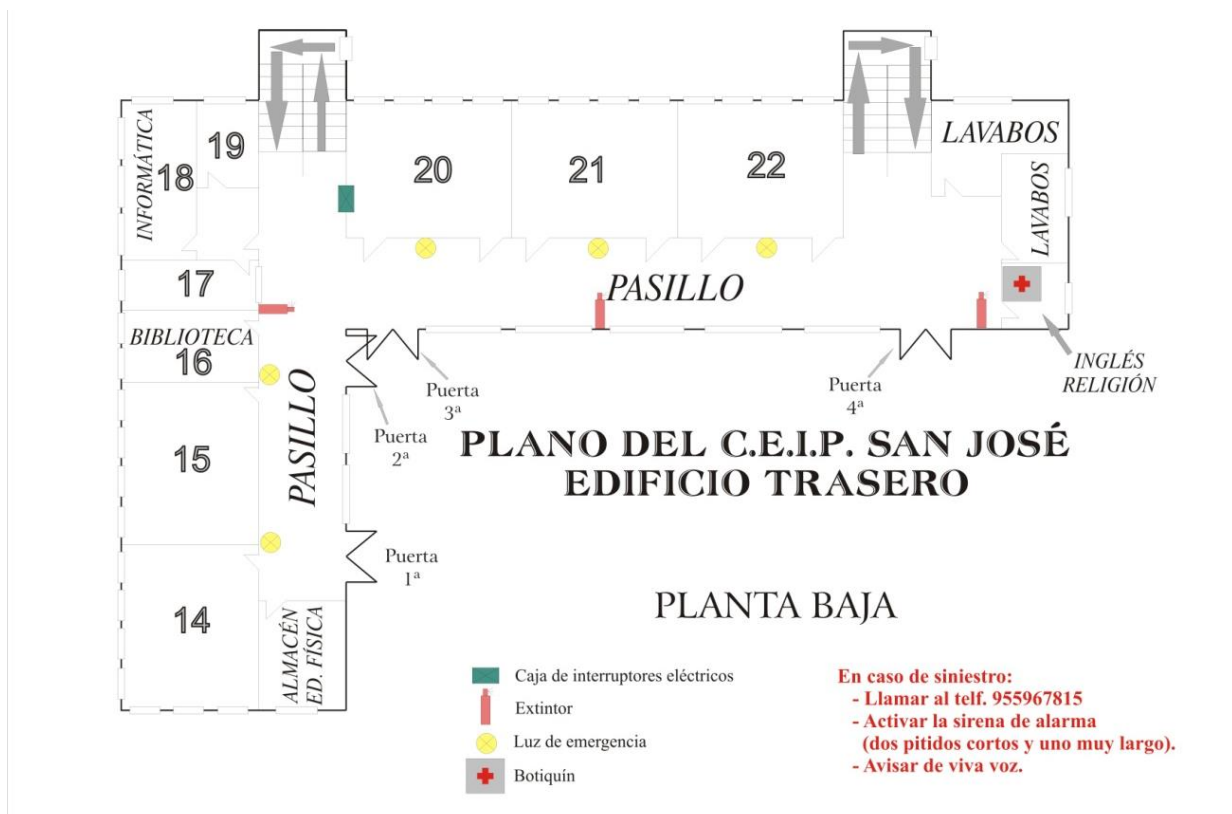 INFORMÁTICA
18
19
20
21
22
LAVABOS
LAVABOS
17
PASILLO
BIBLIOTECA
16
INGLÉS
RELIGIÓN
Puerta
3ª
Puerta
4ª
Puerta
2ª
PASILLO
15
PLANO DEL C.E.I.P. SAN JOSÉ
EDIFICIO TRASERO
Puerta
1ª
14
ALMACÉN
ED. FÍSICA
PLANTA BAJA
Caja de interruptores eléctricos
Extintor
Luz de emergencia
Botiquín
En caso de siniestro:
- Llamar al telf. 955967815
- Activar la sirena de alarma
(dos pitidos cortos y uno muy largo).
- Avisar de viva voz.